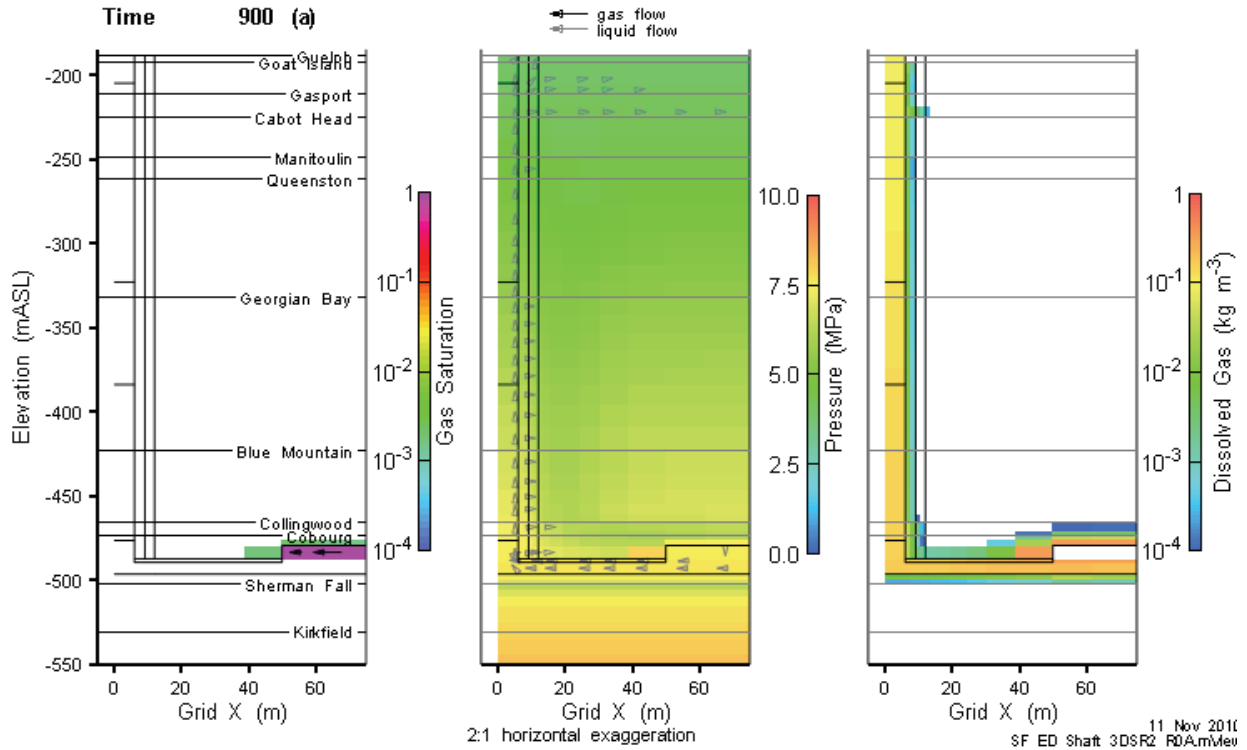 Time 900 (a)
gas flow
liquid flow
Guelph
Goat Island
Gasport
Cabot Head
Manitoulin
Queenston
Georgian Bay
Blue Mountain
Collingwood
Cobourg
Sherman Fall
Kirkfield
Elevation (mASL)
-200
-250
-300
-350
-400
-450
-500
-550
0 20 40 60
Grid X (m)
1
10-1
10-2
10-3
10-4
Gas Saturation
0 20 40 60
Grid X (m)
2:1 horizontal exaggeration
10.0
7.5
5.0
2.5
0.0
Pressure (MPa)
0 20 40 60
Grid X (m)
1
10-1
10-2
10-3
10-4
Dissolved Gas (kg m-3)
11 Nov 2010
SF ED Shaft 3DSR2 R0A.mView